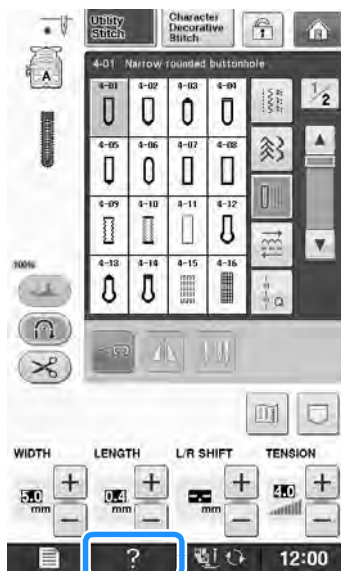 Utility
Stitch
Character
Decorative
Stitch
A
4-01 Narrow rounded buttonhole
1/2
4-01 4-02 4-03 4-04
4-05 4-06 4-07 4-08
4-09 4-10 4-11 4-12
4-13 4-14 4-15 4-16
100%
WIDTH LENGTH L/R SHIFT TENSION
5.0 mm + − 0.4 mm + − -.- mm + − 4.0 + −
? 12:00